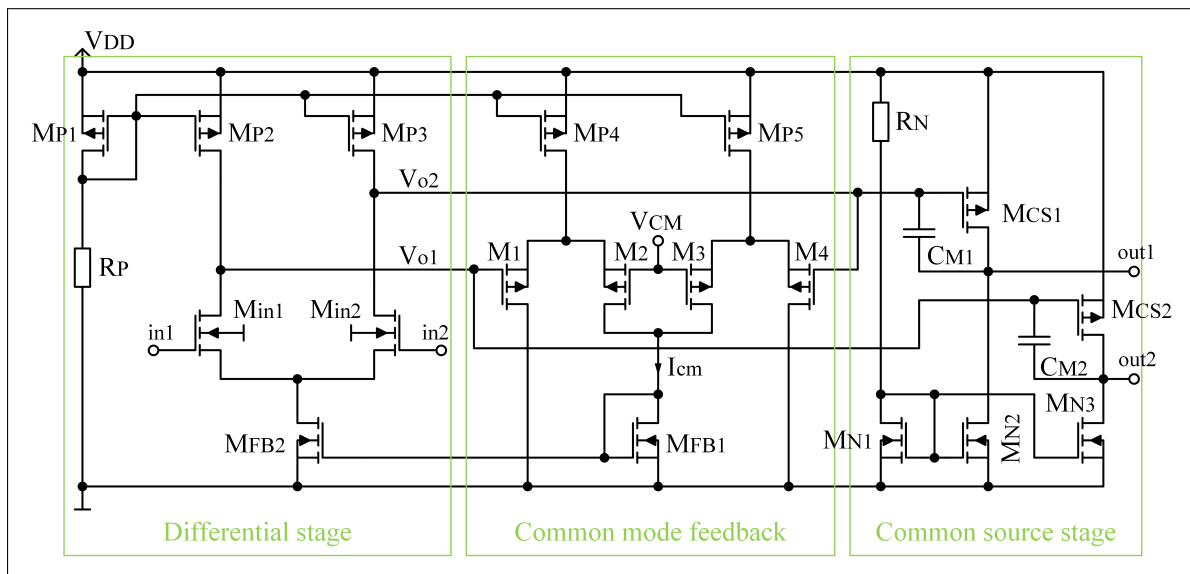 VDD
MP1
MP2
MP3
MP4
MP5
RN
Vo2
MCS1
VCM
RP
Vo1
M1
M2
M3
M4
CM1
out1
in1
Min1
Min2
in2
MCS2
Icm
CM2
out2
MFB2
MFB1
MN1
MN2
MN3
Differential stage
Common mode feedback
Common source stage